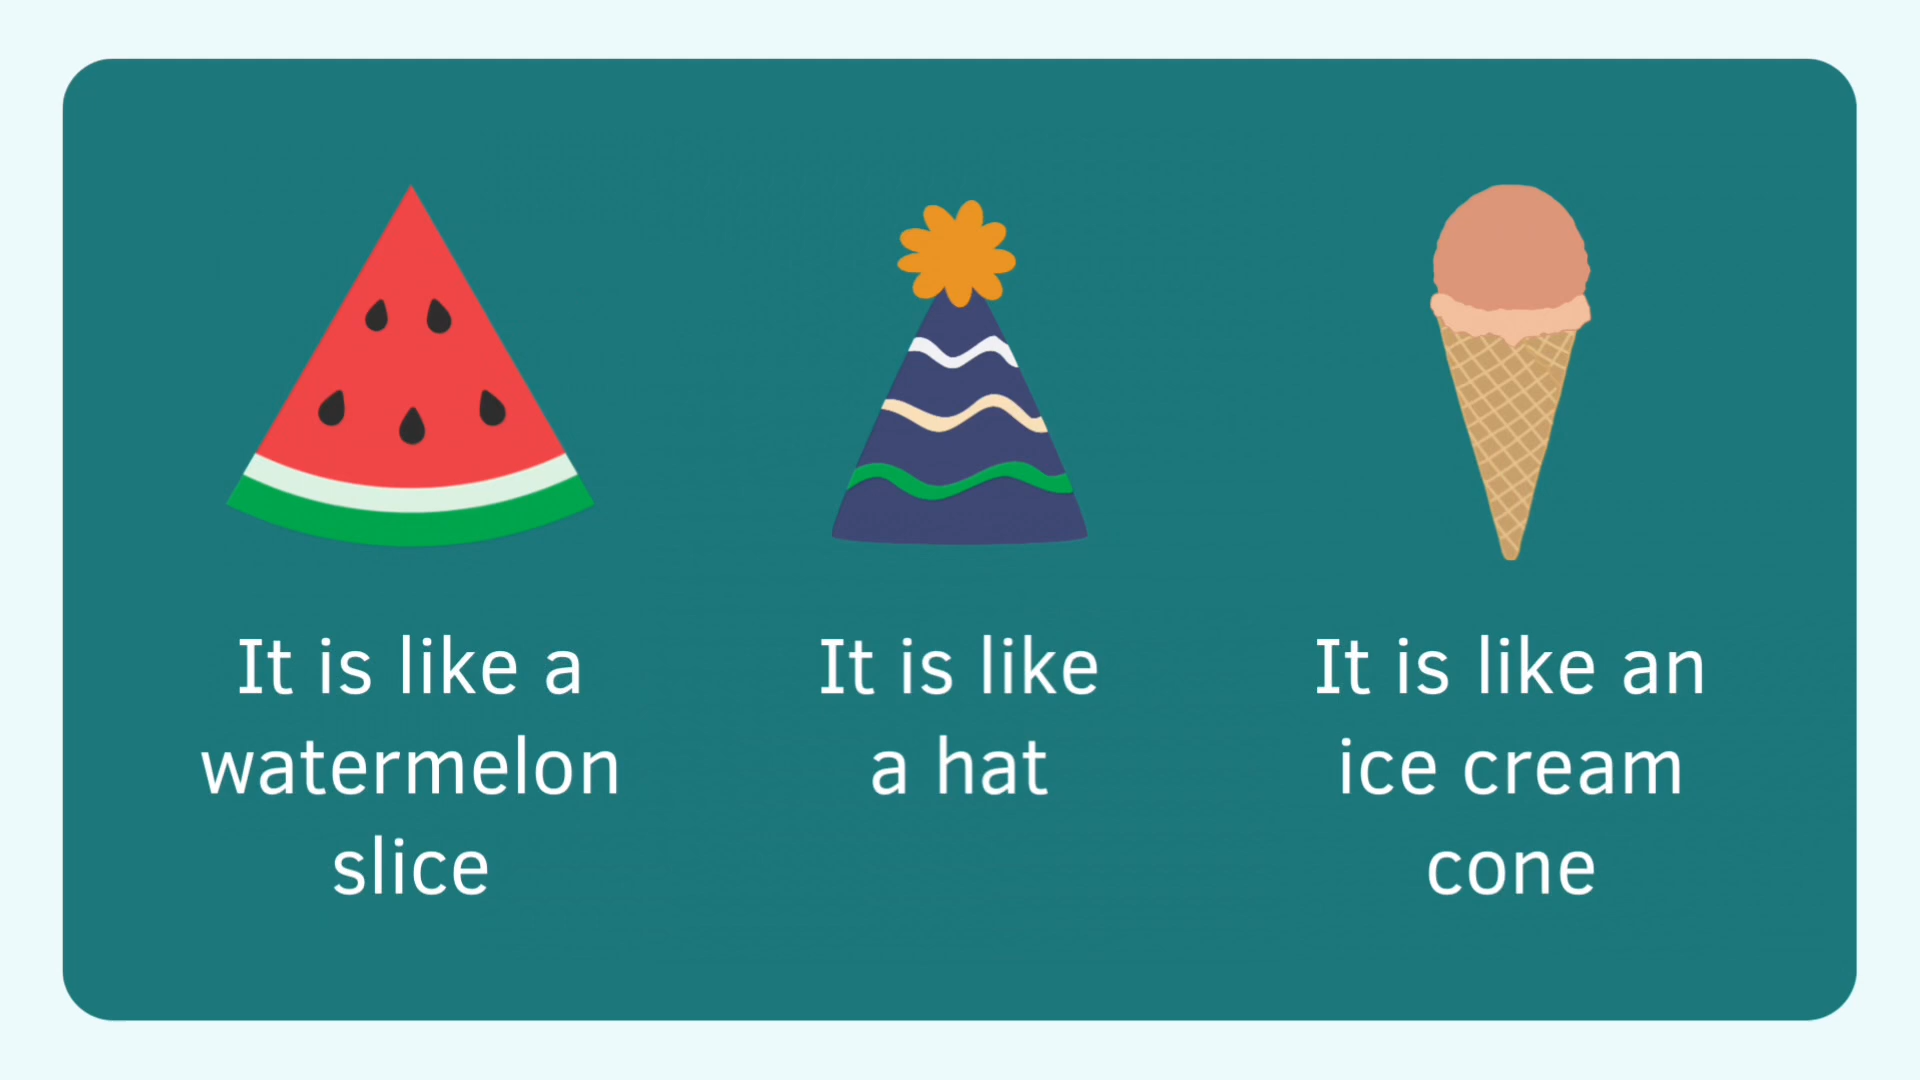 It is like a
watermelon
slice
It is like
a hat
It is like an
ice cream
cone